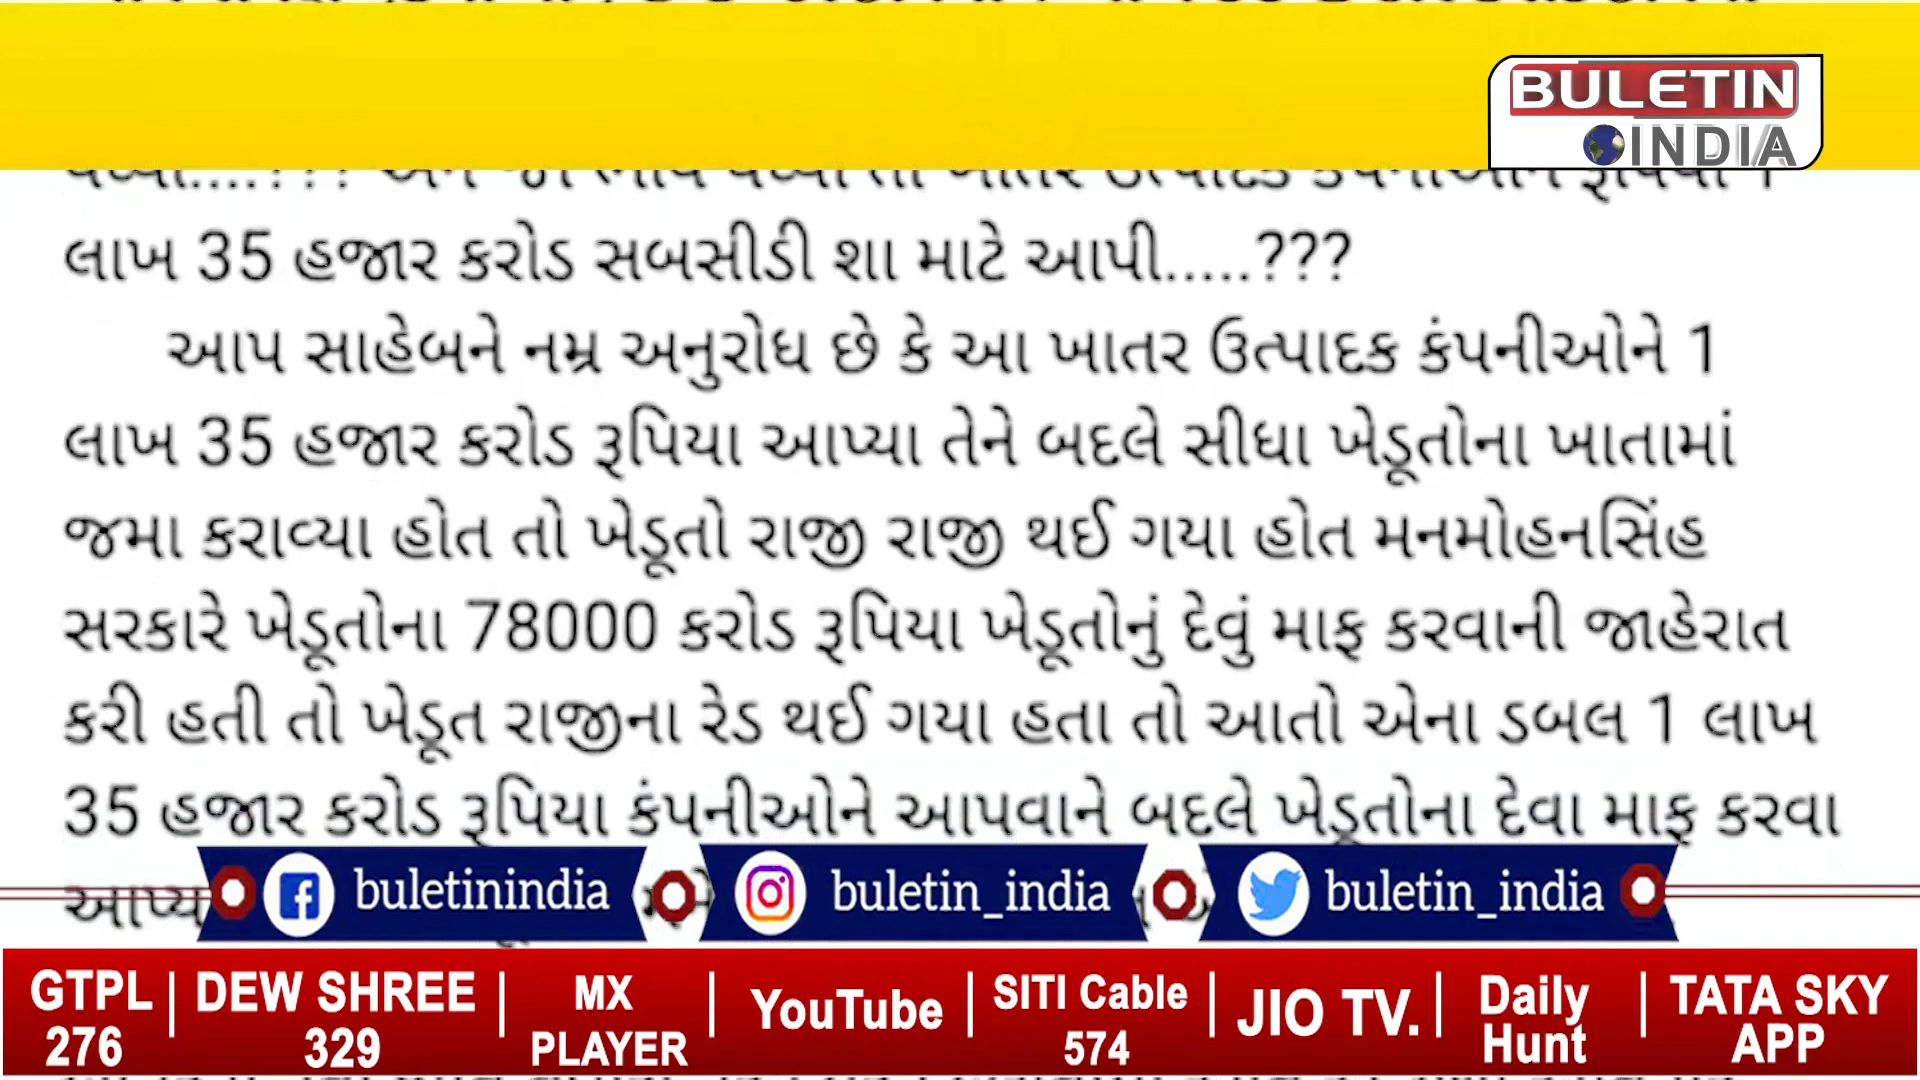 BULETIN
INDIA
લાખ 35 હજાર કરોડ સબસીડી શા માટે આપી.....???
આપ સાહેબને નમ્ર અનુરોધ છે કે આ ખાતર ઉત્પાદક કંપનીઓને 1
લાખ 35 હજાર કરોડ રૂપિયા આપ્યા તેને બદલે સીધા ખેડૂતોના ખાતામાં
જમા કરાવ્યા હોત તો ખેડૂતો રાજી રાજી થઈ ગયા હોત મનમોહનસિંહ
સરકારે ખેડૂતોના 78000 કરોડ રૂપિયા ખેડૂતોનું દેવું માફ કરવાની જાહેરાત
કરી હતી તો ખેડૂત રાજીના રેડ થઈ ગયા હતા તો આતો એના ડબલ 1 લાખ
35 હજાર કરોડ રૂપિયા કંપનીઓને આપવાને બદલે ખેડૂતોના દેવા માફ કરવા
buletinindia buletin_india buletin_india
GTPL 276 DEW SHREE 329 MX PLAYER YouTube SITI Cable 574 JIO TV. Daily Hunt TATA SKY APP